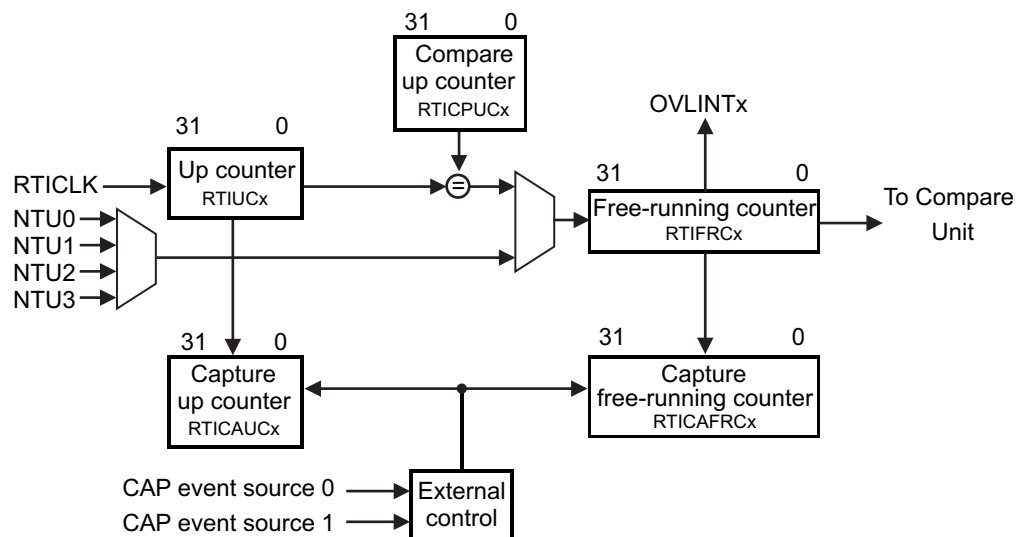 31 0
Compare
up counter
RTICPUCx
OVLINTx
31 0
Up counter
RTIUCx
RTICLK
=
31 0
Free-running counter
RTIFRCx
To Compare
Unit
NTU0
NTU1
NTU2
NTU3
31 0
Capture
up counter
RTICAUCx
31 0
Capture
free-running counter
RTICAFRCx
CAP event source 0
CAP event source 1
External
control